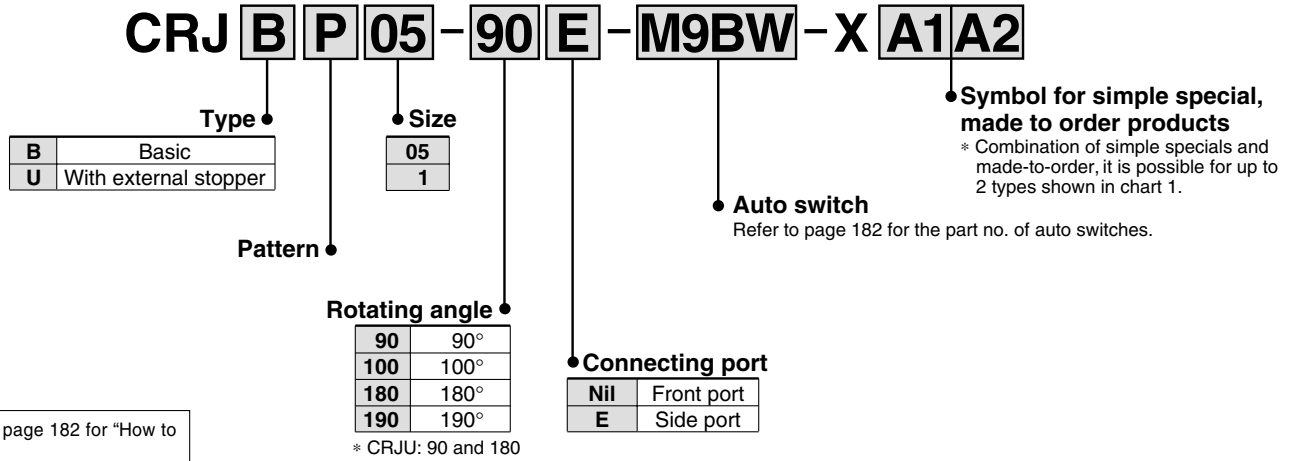 CRJ B P 05 - 90 E - M9BW - X A1 A2
Type
B Basic
U With external stopper
Size
05
1
Symbol for simple special,
made to order products
* Combination of simple specials and
made-to-order, it is possible for up to
2 types shown in chart 1.
Auto switch
Refer to page 182 for the part no. of auto switches.
Pattern
Rotating angle
90 90°
100 100°
180 180°
190 190°
* CRJU: 90 and 180
Connecting port
Nil Front port
E Side port
page 182 for “How to